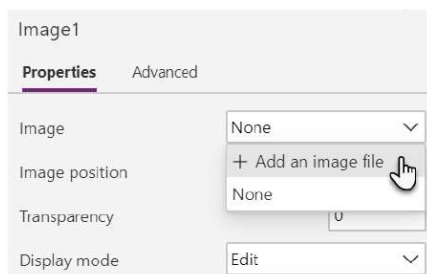 Image1
Properties Advanced
Image None
+ Add an image file
Image position
None
Transparency 0
Display mode Edit